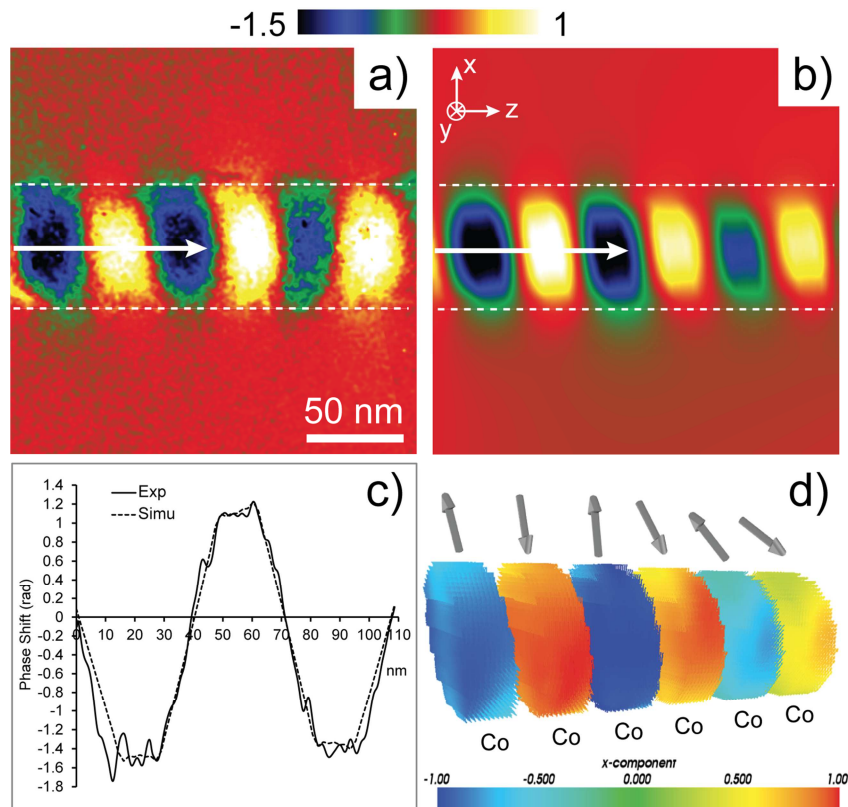 -1.5 1
a)
b)
x
y
z
50 nm
c)
Exp
Simu
Phase Shift (rad)
1.4
1.2
1
0.8
0.6
0.4
0.2
0
-0.2
-0.4
-0.6
-0.8
-1
-1.2
-1.4
-1.6
-1.8
0 10 20 30 40 50 60 70 80 90 100 110
nm
d)
Co Co Co Co Co Co
x-component
-1.00 -0.500 0.000 0.500 1.00